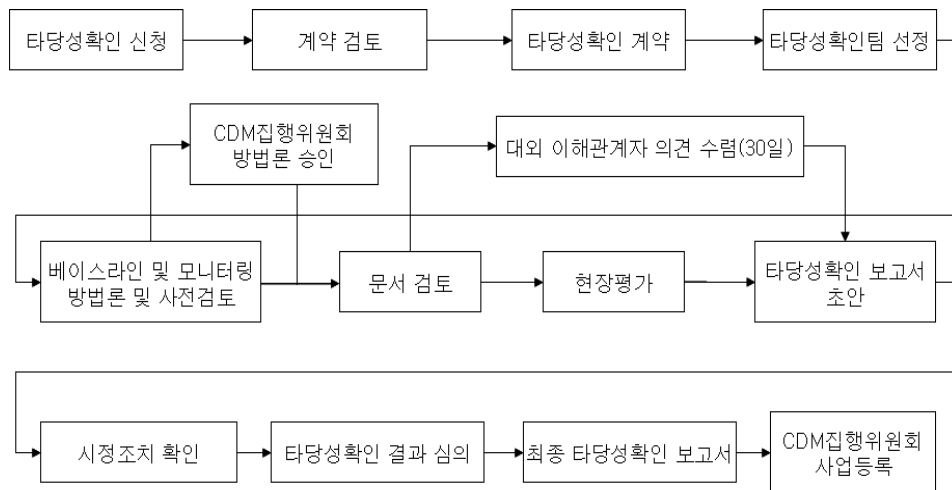 타당성확인 신청
계약 검토
타당성확인 계약
타당성확인팀 선정
CDM집행위원회
방법론 승인
대외 이해관계자 의견 수렴(30일)
베이스라인 및 모니터링
방법론 및 사전검토
문서 검토
현장평가
타당성확인 보고서
초안
시정조치 확인
타당성확인 결과 심의
최종 타당성확인 보고서
CDM집행위원회
사업등록